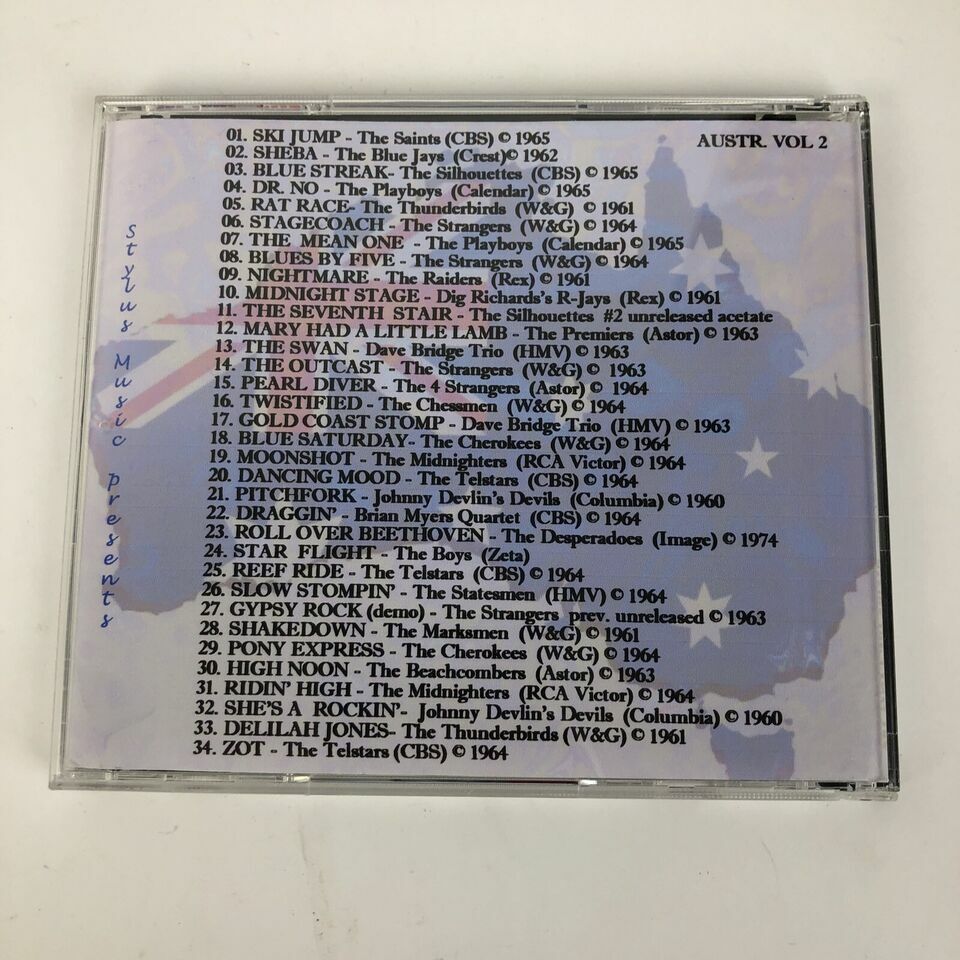 AUSTR. VOL 2
Stylus Music presents
01. SKI JUMP - The Saints (CBS) © 1965
02. SHEBA - The Blue Jays (Crest)© 1962
03. BLUE STREAK- The Silhouettes (CBS) © 1965
04. DR. NO - The Playboys (Calendar) © 1965
05. RAT RACE- The Thunderbirds (W&G) © 1961
06. STAGECOACH - The Strangers (W&G) © 1964
07. THE MEAN ONE - The Playboys (Calendar) © 1965
08. BLUES BY FIVE - The Strangers (W&G) © 1964
09. NIGHTMARE - The Raiders (Rex) © 1961
10. MIDNIGHT STAGE - Dig Richards's R-Jays (Rex) © 1961
11. THE SEVENTH STAIR - The Silhouettes #2 unreleased acetate
12. MARY HAD A LITTLE LAMB - The Premiers (Astor) © 1963
13. THE SWAN - Dave Bridge Trio (HMV) © 1963
14. THE OUTCAST - The Strangers (W&G) © 1963
15. PEARL DIVER - The 4 Strangers (Astor) © 1964
16. TWISTIFIED - The Chessmen (W&G) © 1964
17. GOLD COAST STOMP - Dave Bridge Trio (HMV) © 1963
18. BLUE SATURDAY- The Cherokees (W&G) © 1964
19. MOONSHOT - The Midnighters (RCA Victor) © 1964
20. DANCING MOOD - The Telstars (CBS) © 1964
21. PITCHFORK - Johnny Devlin's Devils (Columbia) © 1960
22. DRAGGIN' - Brian Myers Quartet (CBS) © 1964
23. ROLL OVER BEETHOVEN - The Desperadoes (Image) © 1974
24. STAR FLIGHT - The Boys (Zeta)
25. REEF RIDE - The Telstars (CBS) © 1964
26. SLOW STOMPIN' - The Statesmen (HMV) © 1964
27. GYPSY ROCK (demo) - The Strangers prev. unreleased © 1963
28. SHAKEDOWN - The Marksmen (W&G) © 1961
29. PONY EXPRESS - The Cherokees (W&G) © 1964
30. HIGH NOON - The Beachcombers (Astor) © 1963
31. RIDIN' HIGH - The Midnighters (RCA Victor) © 1964
32. SHE'S A ROCKIN'- Johnny Devlin's Devils (Columbia) © 1960
33. DELILAH JONES- The Thunderbirds (W&G) © 1961
34. ZOT - The Telstars (CBS) © 1964